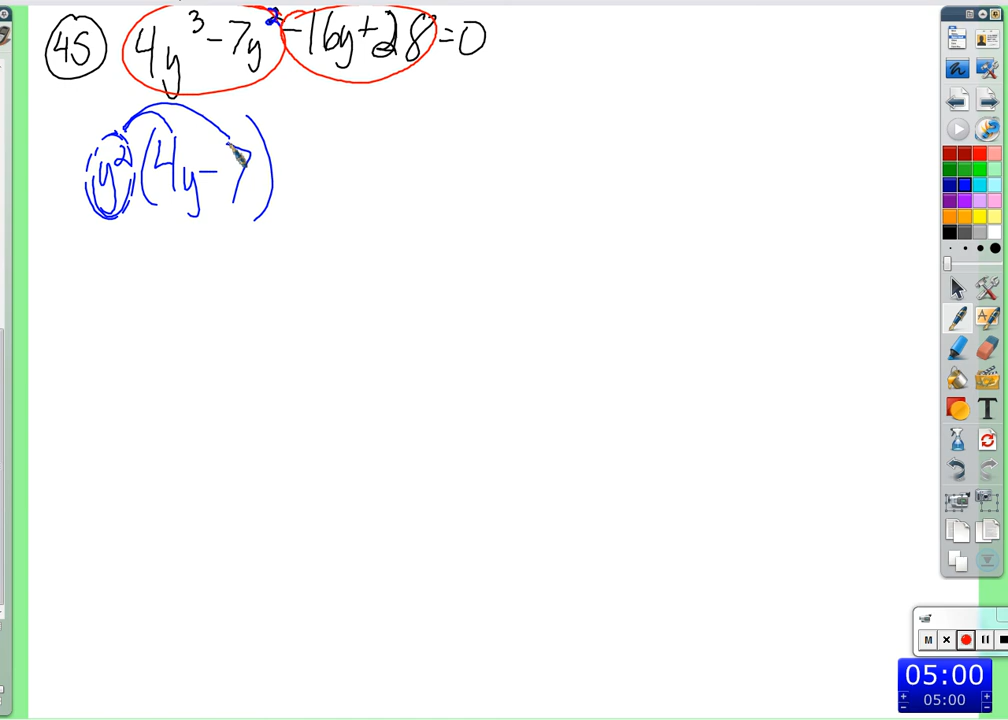 45 4y³ - 7y² - 16y + 28 = 0
y² (4y - 7)
M
05:00
05:00